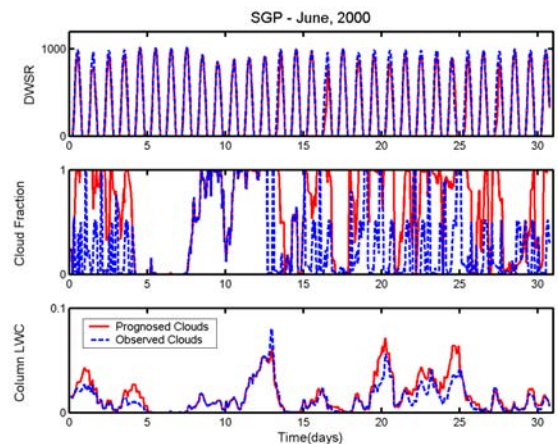 SGP - June, 2000
1000
DWSR
0
0 5 10 15 20 25 30
1
Cloud Fraction
0
0 5 10 15 20 25 30
0.1
Prognosed Clouds
Observed Clouds
Column LWC
0
0 5 10 15 20 25 30
Time(days)